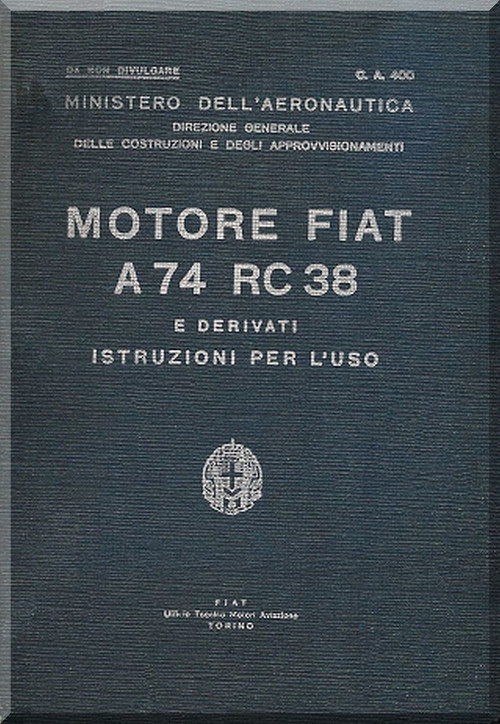 DA NON DIVULGARE
C. A. 400
MINISTERO DELL'AERONAUTICA
DIREZIONE GENERALE
DELLE COSTRUZIONI E DEGLI APPROVVIGIONAMENTI
MOTORE FIAT
A 74 RC 38
E DERIVATI
ISTRUZIONI PER L'USO
FIAT
Ufficio Tecnico Motori Aviazione
TORINO